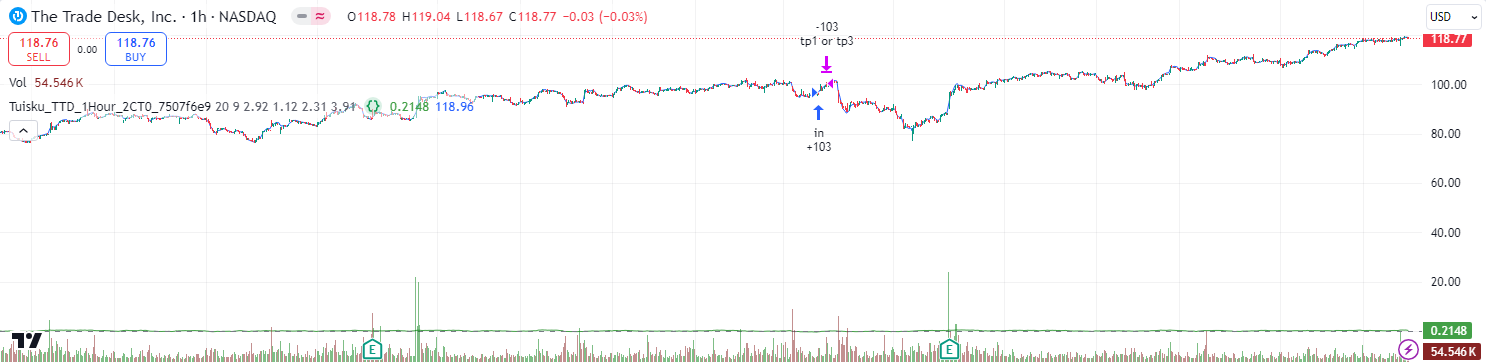 The Trade Desk, Inc. · 1h · NASDAQ O118.78 H119.04 L118.67 C118.77 −0.03 (−0.03%)
USD
118.76 SELL 0.00 118.76 BUY
118.77
Vol 54.546 K
Tuisku_TTD_1Hour_2CT0_7507f6e9 20 9 2.92 1.12 2.31 3.91 {} 0.2148 118.96
-103
tp1 or tp3
in
+103
100.00
80.00
60.00
40.00
20.00
0.2148
54.546 K
E
E